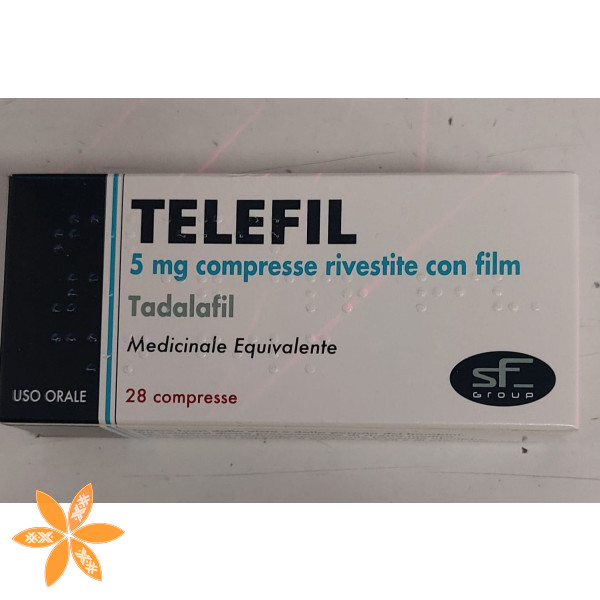 TELEFIL
5 mg compresse rivestite con film
Tadalafil
Medicinale Equivalente
USO ORALE
28 compresse
SF
GROUP